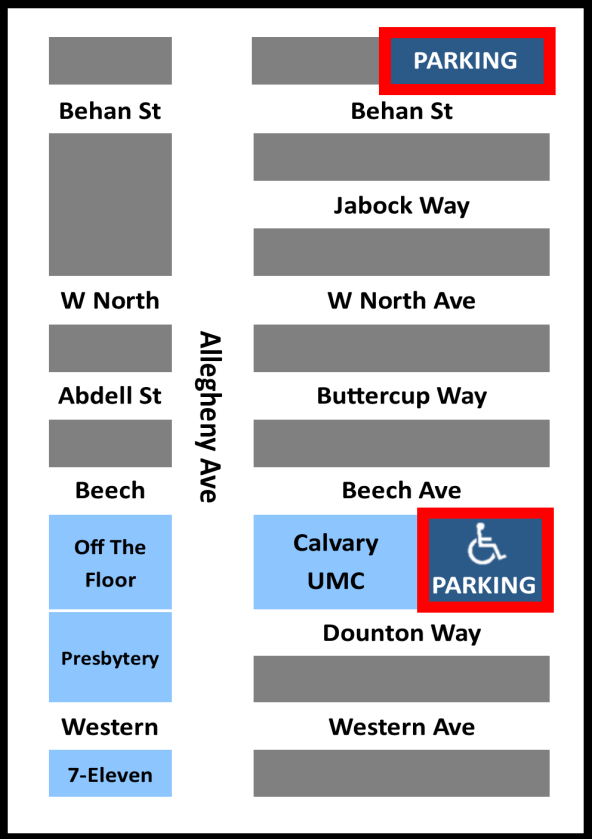 PARKING
Behan St
Behan St
Jabock Way
W North
W North Ave
Allegheny Ave
Abdell St
Buttercup Way
Beech
Beech Ave
Off The
Floor
Calvary
UMC
PARKING
Dounton Way
Presbytery
Western
Western Ave
7-Eleven